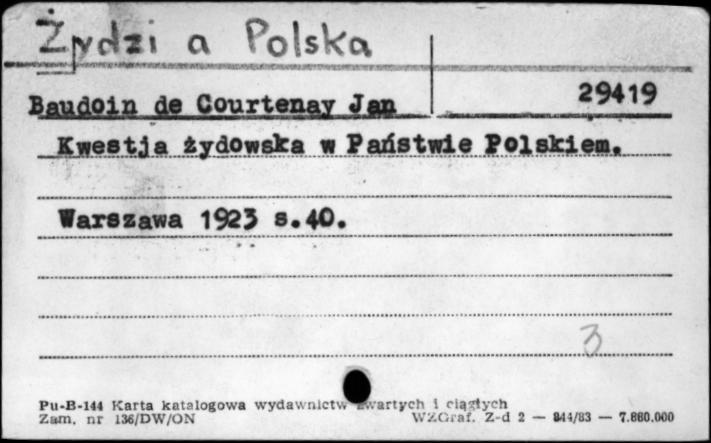 Żydzi a Polska
29419
Baudoin de Courtenay Jan
Kwestja żydowska w Państwie Polskiem.
Warszawa 1923 s.40.
3
Pu-B-144 Karta katalogowa wydawnictw zwartych i ciągłych
Zam. nr 136/DW/ON WZGraf. Z-d 2 — 844/83 — 7.860.000